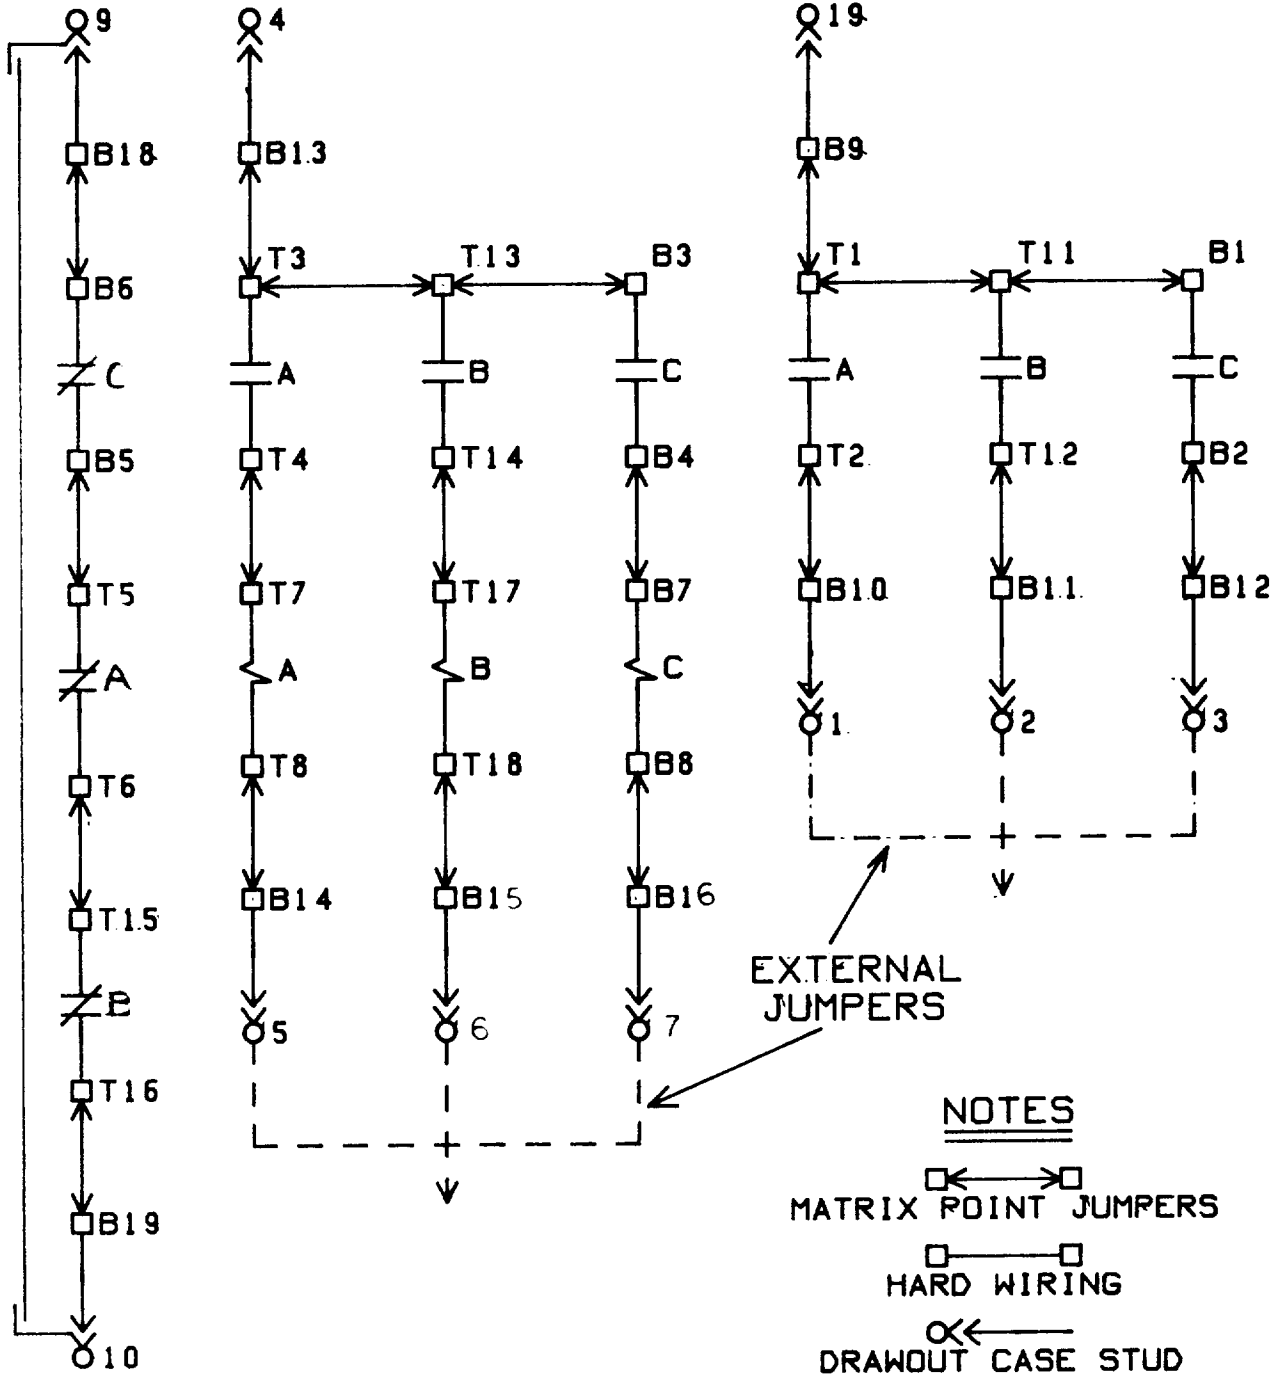 9 4 19
B18 B13 B9
T3 T13 B3 T1 T11 B1
B6
C A B C A B C
B5 T4 T14 B4 T2 T12 B2
T5 T7 T17 B7 B10 B11 B12
A A B C
1 2 3
T6 T8 T18 B8
T15 B14 B15 B16
EXTERNAL
JUMPERS
B
5 6 7
T16
NOTES
MATRIX POINT JUMPERS
B19
HARD WIRING
10
DRAWOUT CASE STUD